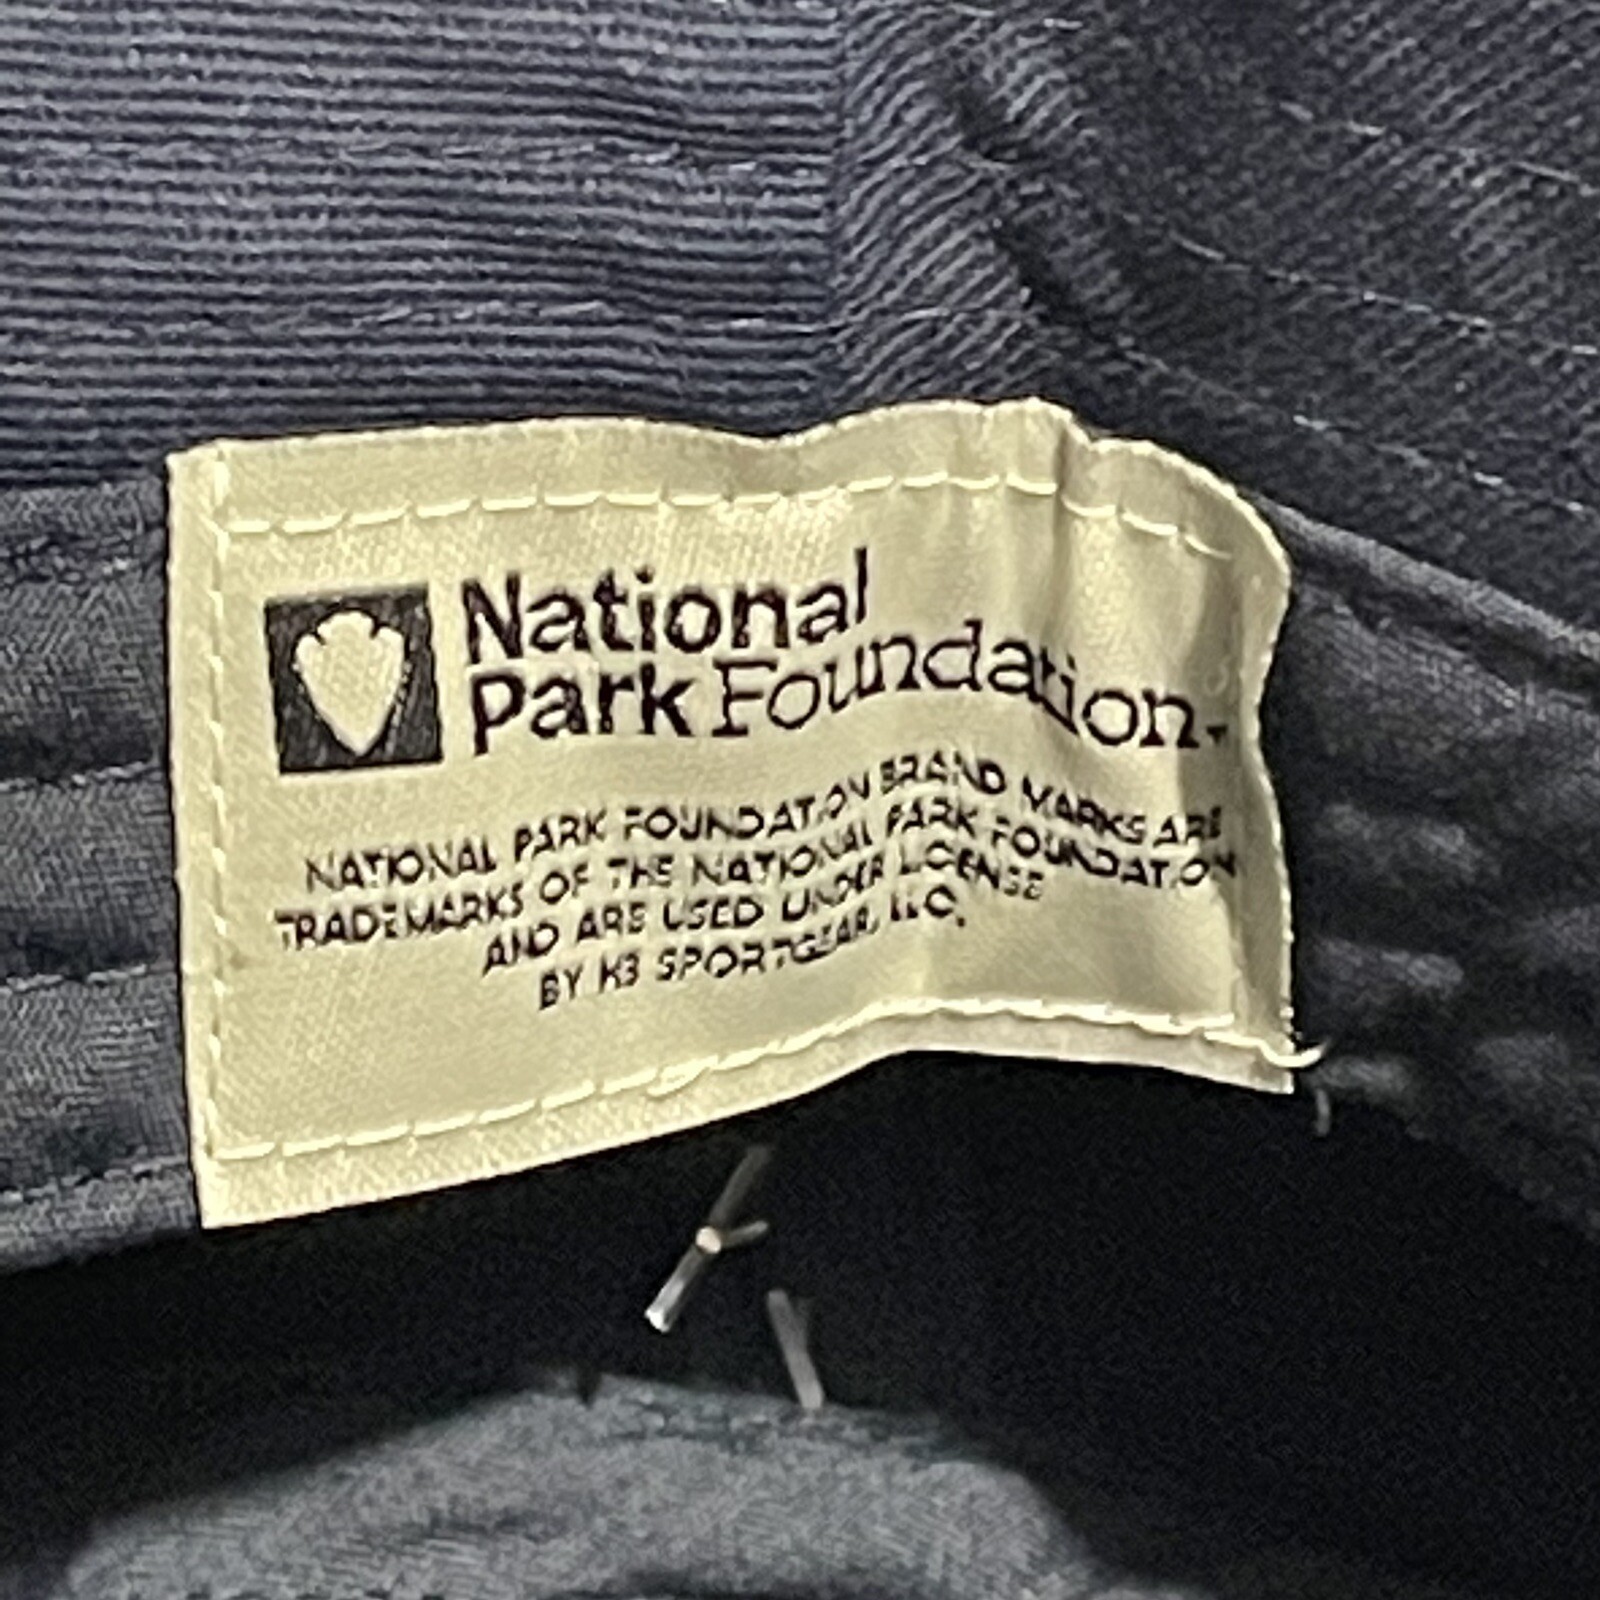 National
Park Foundation
NATIONAL PARK FOUNDATION BRAND MARKS ARE
TRADEMARKS OF THE NATIONAL PARK FOUNDATION
AND ARE USED UNDER LICENSE
BY K3 SPORTGEAR, LLC.